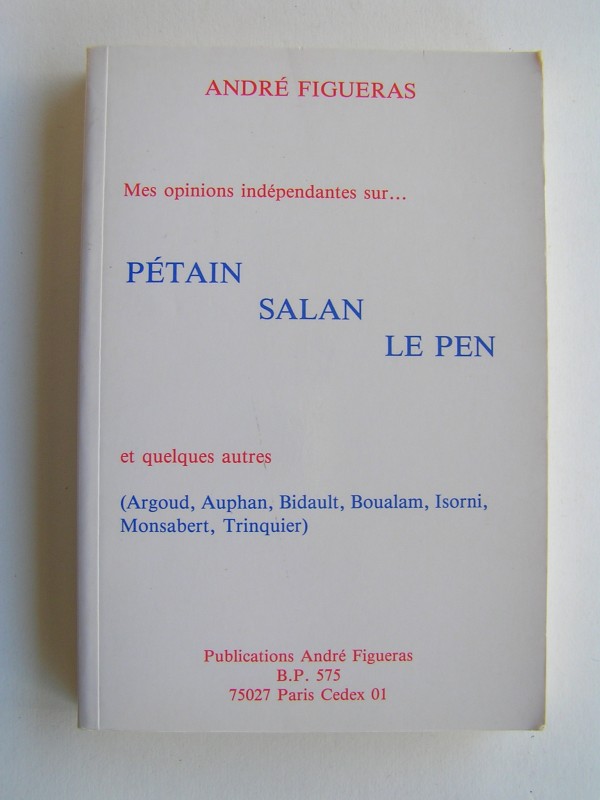 ANDRÉ FIGUERAS
Mes opinions indépendantes sur...
PÉTAIN
SALAN
LE PEN
et quelques autres
(Argoud, Auphan, Bidault, Boualam, Isorni,
Monsabert, Trinquier)
Publications André Figueras
B.P. 575
75027 Paris Cedex 01